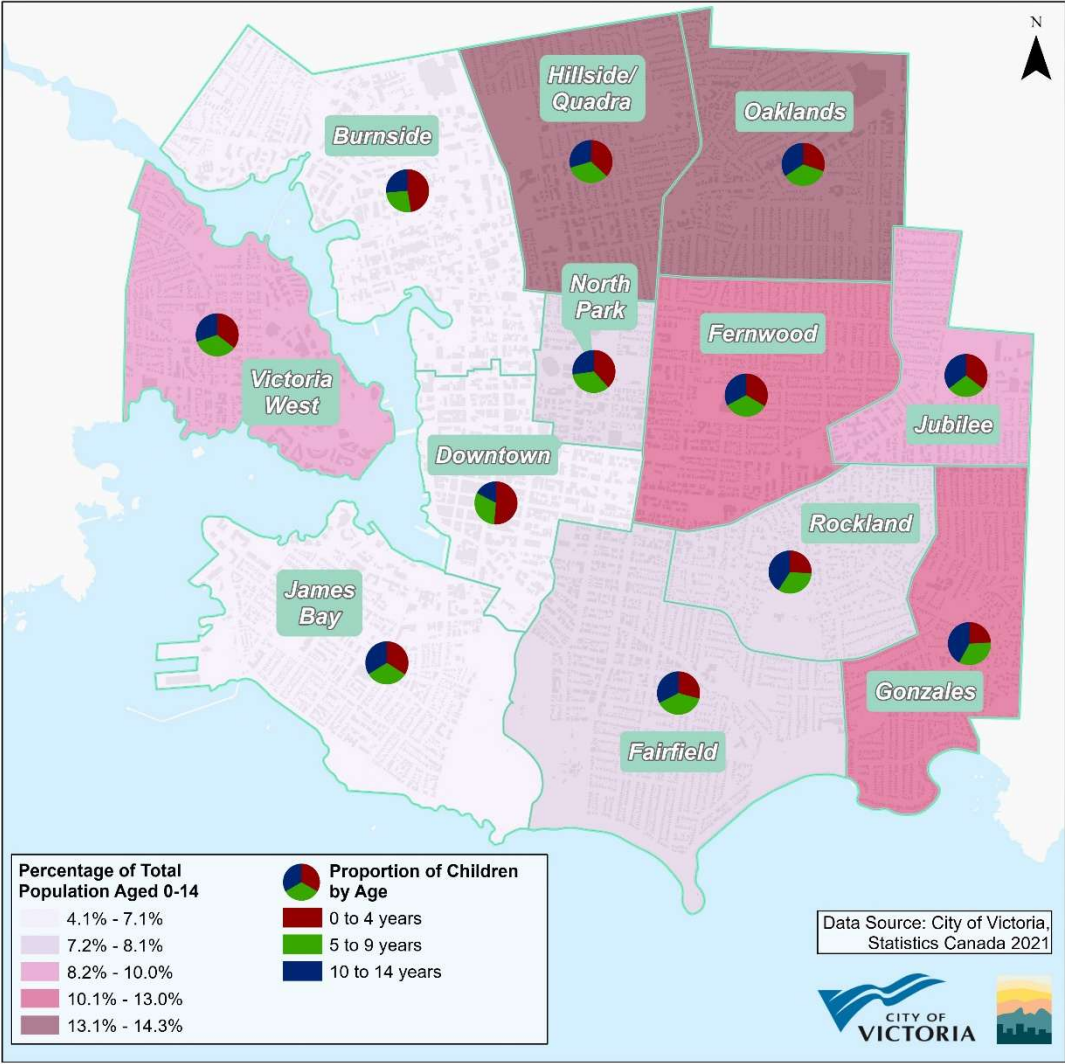 N
Hillside/
Quadra
Oaklands
Burnside
North
Park
Fernwood
Victoria
West
Jubilee
Downtown
Rockland
James
Bay
Gonzales
Fairfield
Percentage of Total
Population Aged 0-14
4.1% - 7.1%
7.2% - 8.1%
8.2% - 10.0%
10.1% - 13.0%
13.1% - 14.3%
Proportion of Children
by Age
0 to 4 years
5 to 9 years
10 to 14 years
Data Source: City of Victoria,
Statistics Canada 2021
CITY OF
VICTORIA